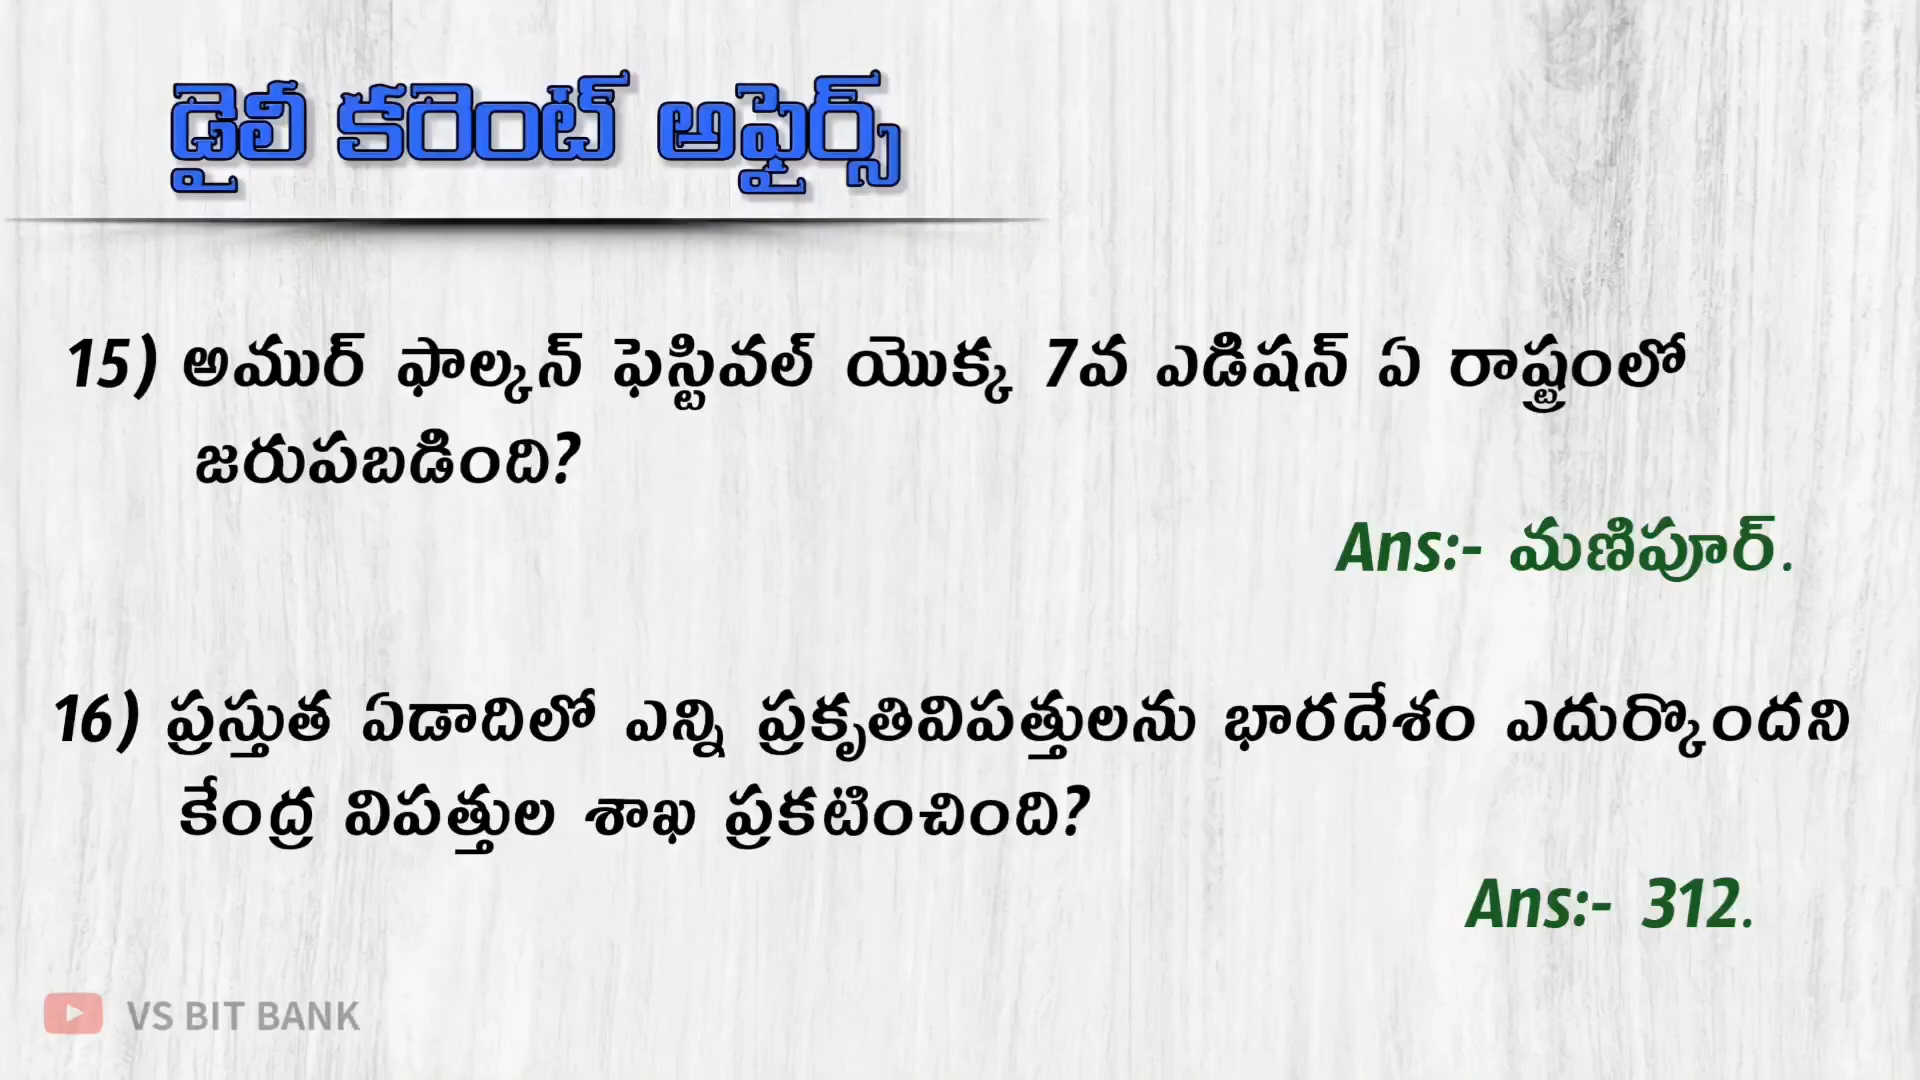 డైలీ కరెంట్ అఫైర్స్
15) అముర్ ఫాల్కన్ ఫెస్టివల్ యొక్క 7వ ఎడిషన్ ఏ రాష్ట్రంలో
జరుపబడింది?
Ans:- మణిపూర్.
16) ప్రస్తుత ఏడాదిలో ఎన్ని ప్రకృతివిపత్తులను భారదేశం ఎదుర్కొందని
కేంద్ర విపత్తుల శాఖ ప్రకటించింది?
Ans:- 312.
VS BIT BANK